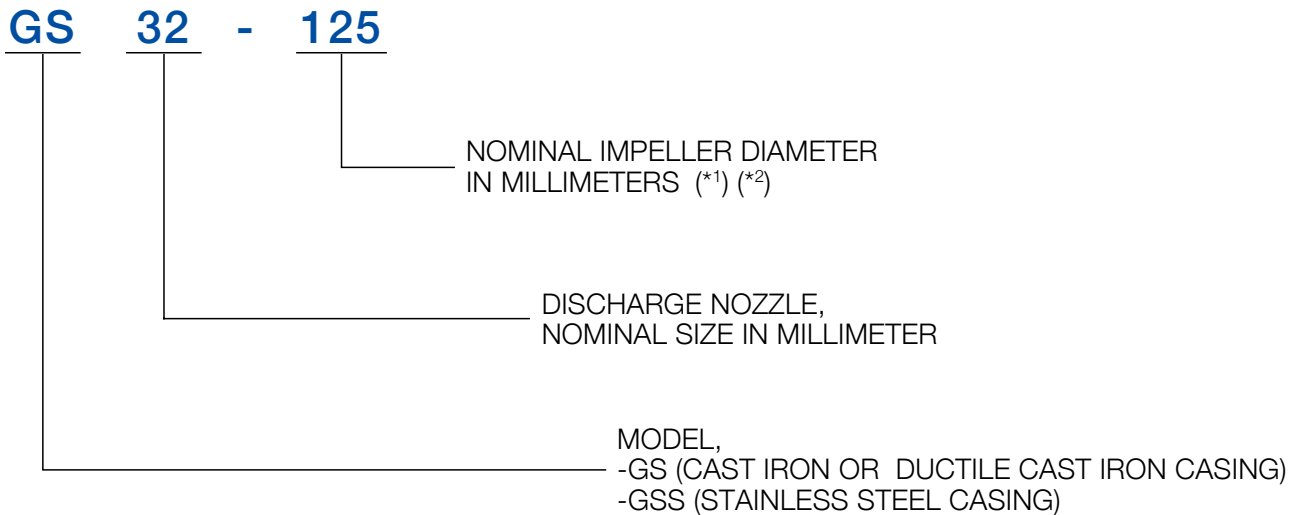 GS 32 - 125
NOMINAL IMPELLER DIAMETER
IN MILLIMETERS (*1) (*2)
DISCHARGE NOZZLE,
NOMINAL SIZE IN MILLIMETER
MODEL,
-GS (CAST IRON OR DUCTILE CAST IRON CASING)
-GSS (STAINLESS STEEL CASING)